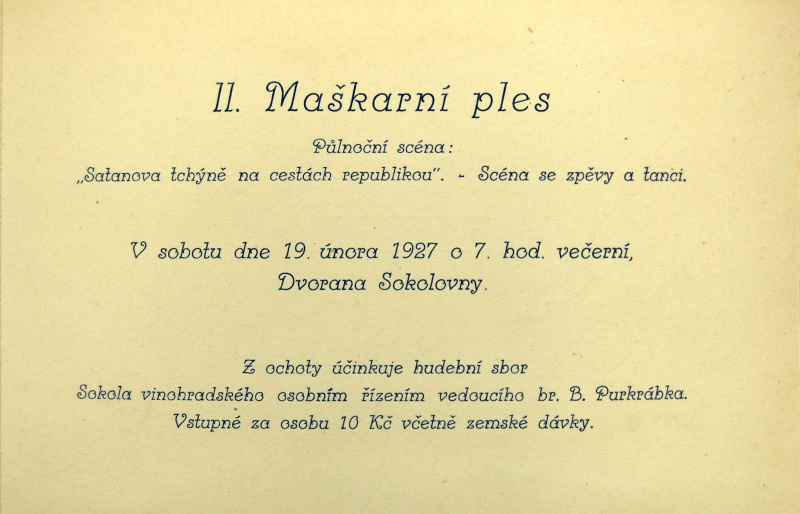 II. Maškarní ples
Půlnoční scéna:
„Satanova tchýně na cestách republikou". - Scéna se zpěvy a tanci.
V sobotu dne 19. února 1927 o 7. hod. večerní,
Dvorana Sokolovny.
Z ochoty účinkuje hudební sbor
Sokola vinohradského osobním řízením vedoucího br. B. Purkrábka.
Vstupné za osobu 10 Kč včetně zemské dávky.